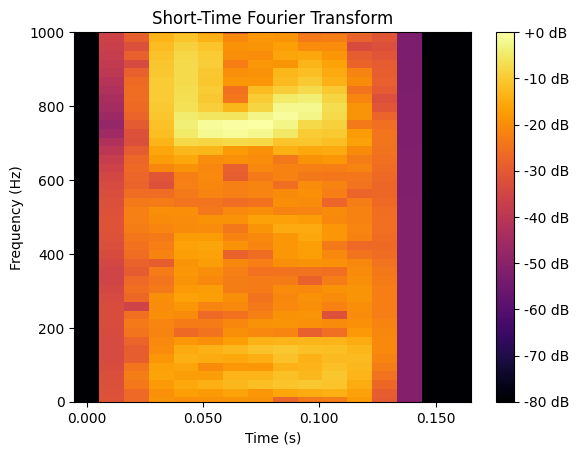 Short-Time Fourier Transform
1000
800
600
400
200
0
Frequency (Hz)
0.000
0.050
0.100
0.150
Time (s)
+0 dB
-10 dB
-20 dB
-30 dB
-40 dB
-50 dB
-60 dB
-70 dB
-80 dB